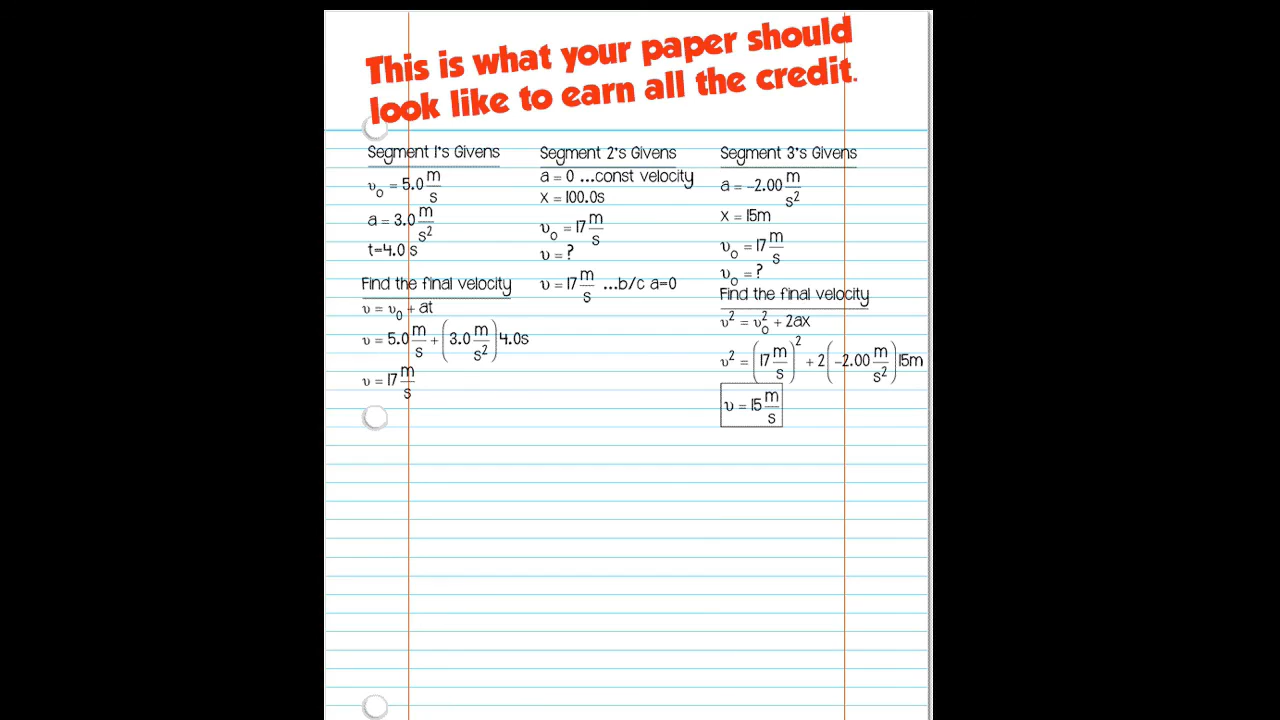 This is what your paper should
look like to earn all the credit.
Segment 1's Givens
υ₀ = 5.0 m/s
a = 3.0 m/s²
t=4.0 s
Find the final velocity
υ = υ₀ + at
υ = 5.0 m/s + (3.0 m/s²) 4.0s
υ = 17 m/s
Segment 2's Givens
a = 0 ...const velocity
x = 100.0s
υ₀ = 17 m/s
υ = ?
υ = 17 m/s ...b/c a=0
Segment 3's Givens
a = -2.00 m/s²
x = 15m
υ₀ = 17 m/s
υ₀ = ?
Find the final velocity
υ² = υ₀² + 2ax
υ² = (17 m/s)² + 2(-2.00 m/s²) 15m
υ = 15 m/s